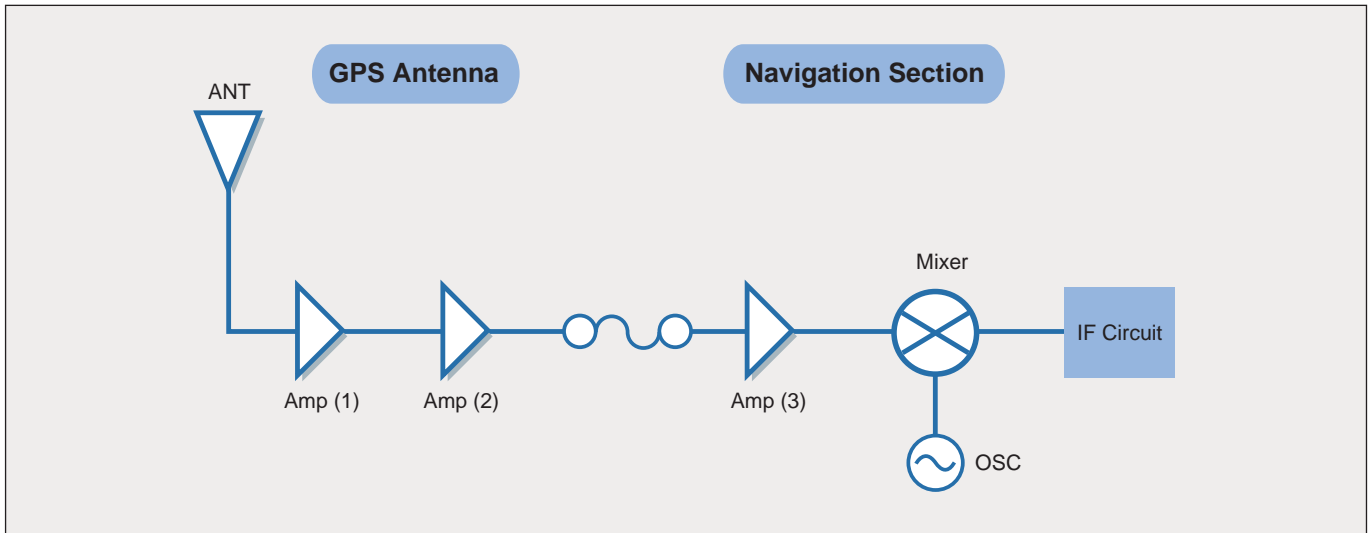 GPS Antenna
Navigation Section
ANT
Mixer
IF Circuit
Amp (1)
Amp (2)
Amp (3)
OSC